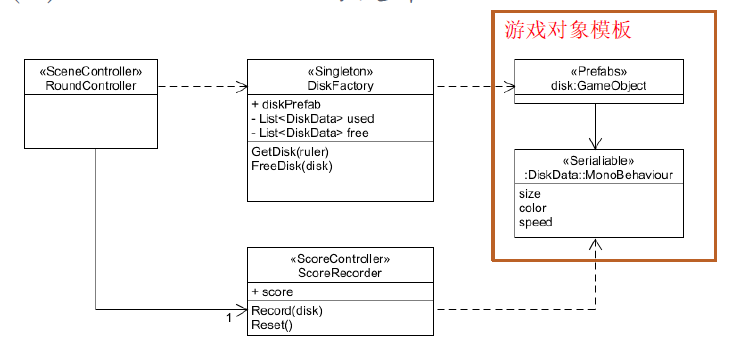 游戏对象模板
«SceneController»
RoundController
«Singleton»
DiskFactory
+ diskPrefab
- List<DiskData> used
- List<DiskData> free
GetDisk(ruler)
FreeDisk(disk)
«Prefabs»
disk:GameObject
«Serialiable»
:DiskData::MonoBehaviour
size
color
speed
«ScoreController»
ScoreRecorder
+ score
Record(disk)
Reset()
1